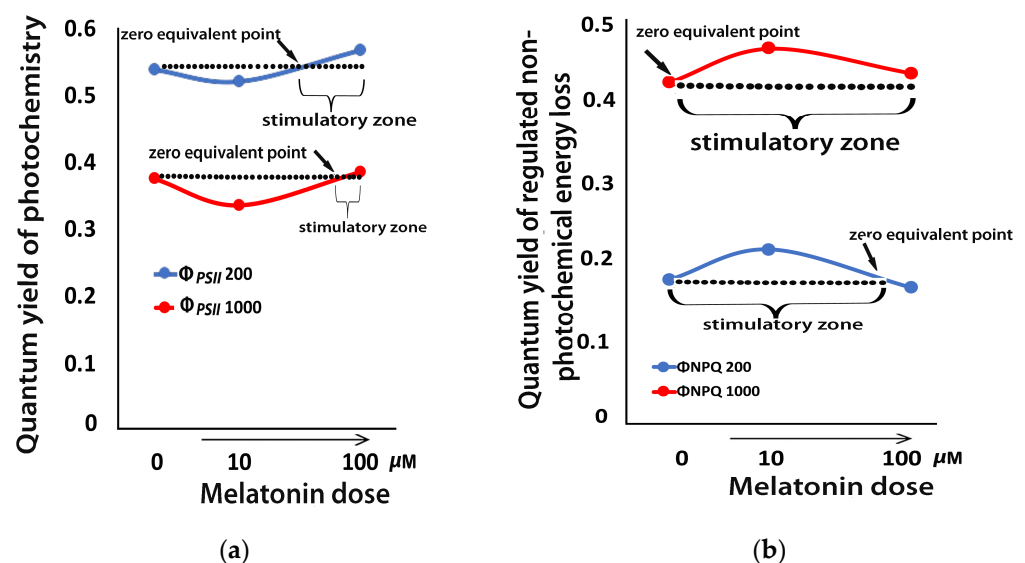 Quantum yield of photochemistry
0.6
0.5
0.4
0.3
0.2
0.1
0
zero equivalent point
stimulatory zone
zero equivalent point
stimulatory zone
ΦPSII 200
ΦPSII 1000
0 10 100 µM
Melatonin dose
(a)
Quantum yield of regulated non-
photochemical energy loss
0.5
0.4
0.3
0.2
0.1
0
zero equivalent point
stimulatory zone
zero equivalent point
stimulatory zone
ΦNPQ 200
ΦNPQ 1000
0 10 100 µM
Melatonin dose
(b)